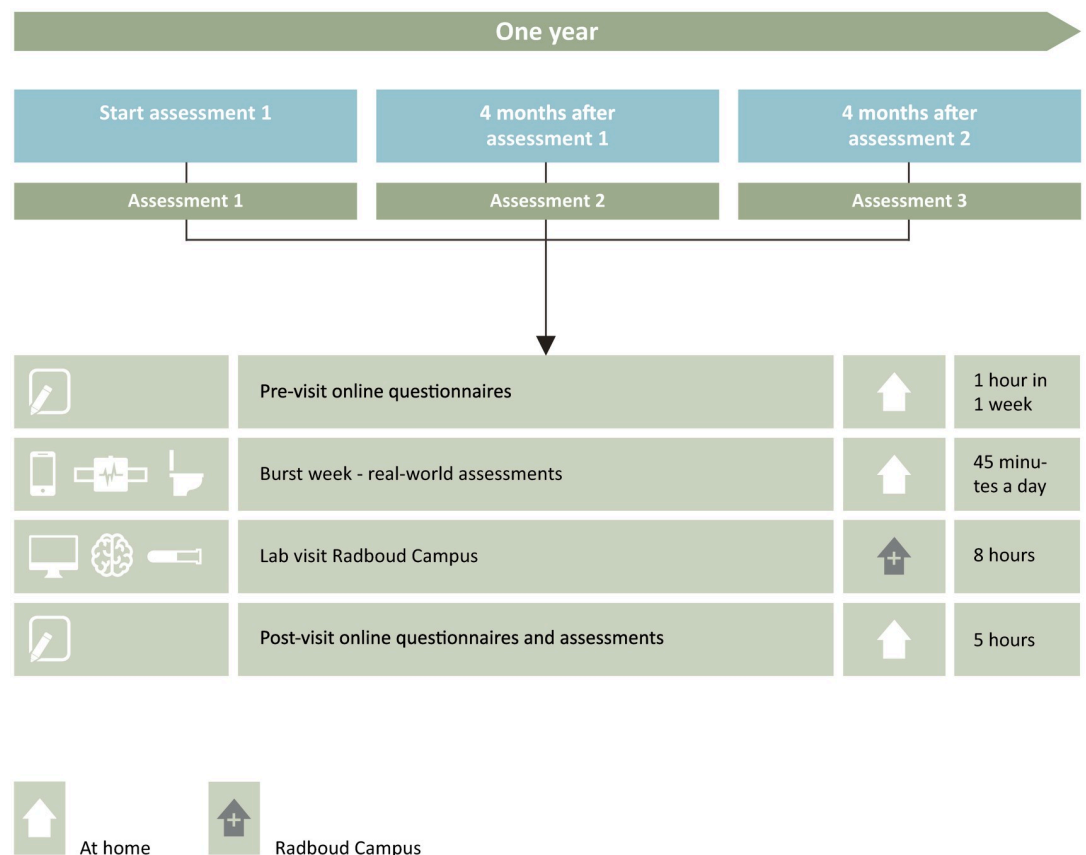 One year
Start assessment 1
4 months after
assessment 1
4 months after
assessment 2
Assessment 1
Assessment 2
Assessment 3
Pre-visit online questionnaires
1 hour in
1 week
Burst week - real-world assessments
45 minu-
tes a day
Lab visit Radboud Campus
8 hours
Post-visit online questionnaires and assessments
5 hours
At home
Radboud Campus